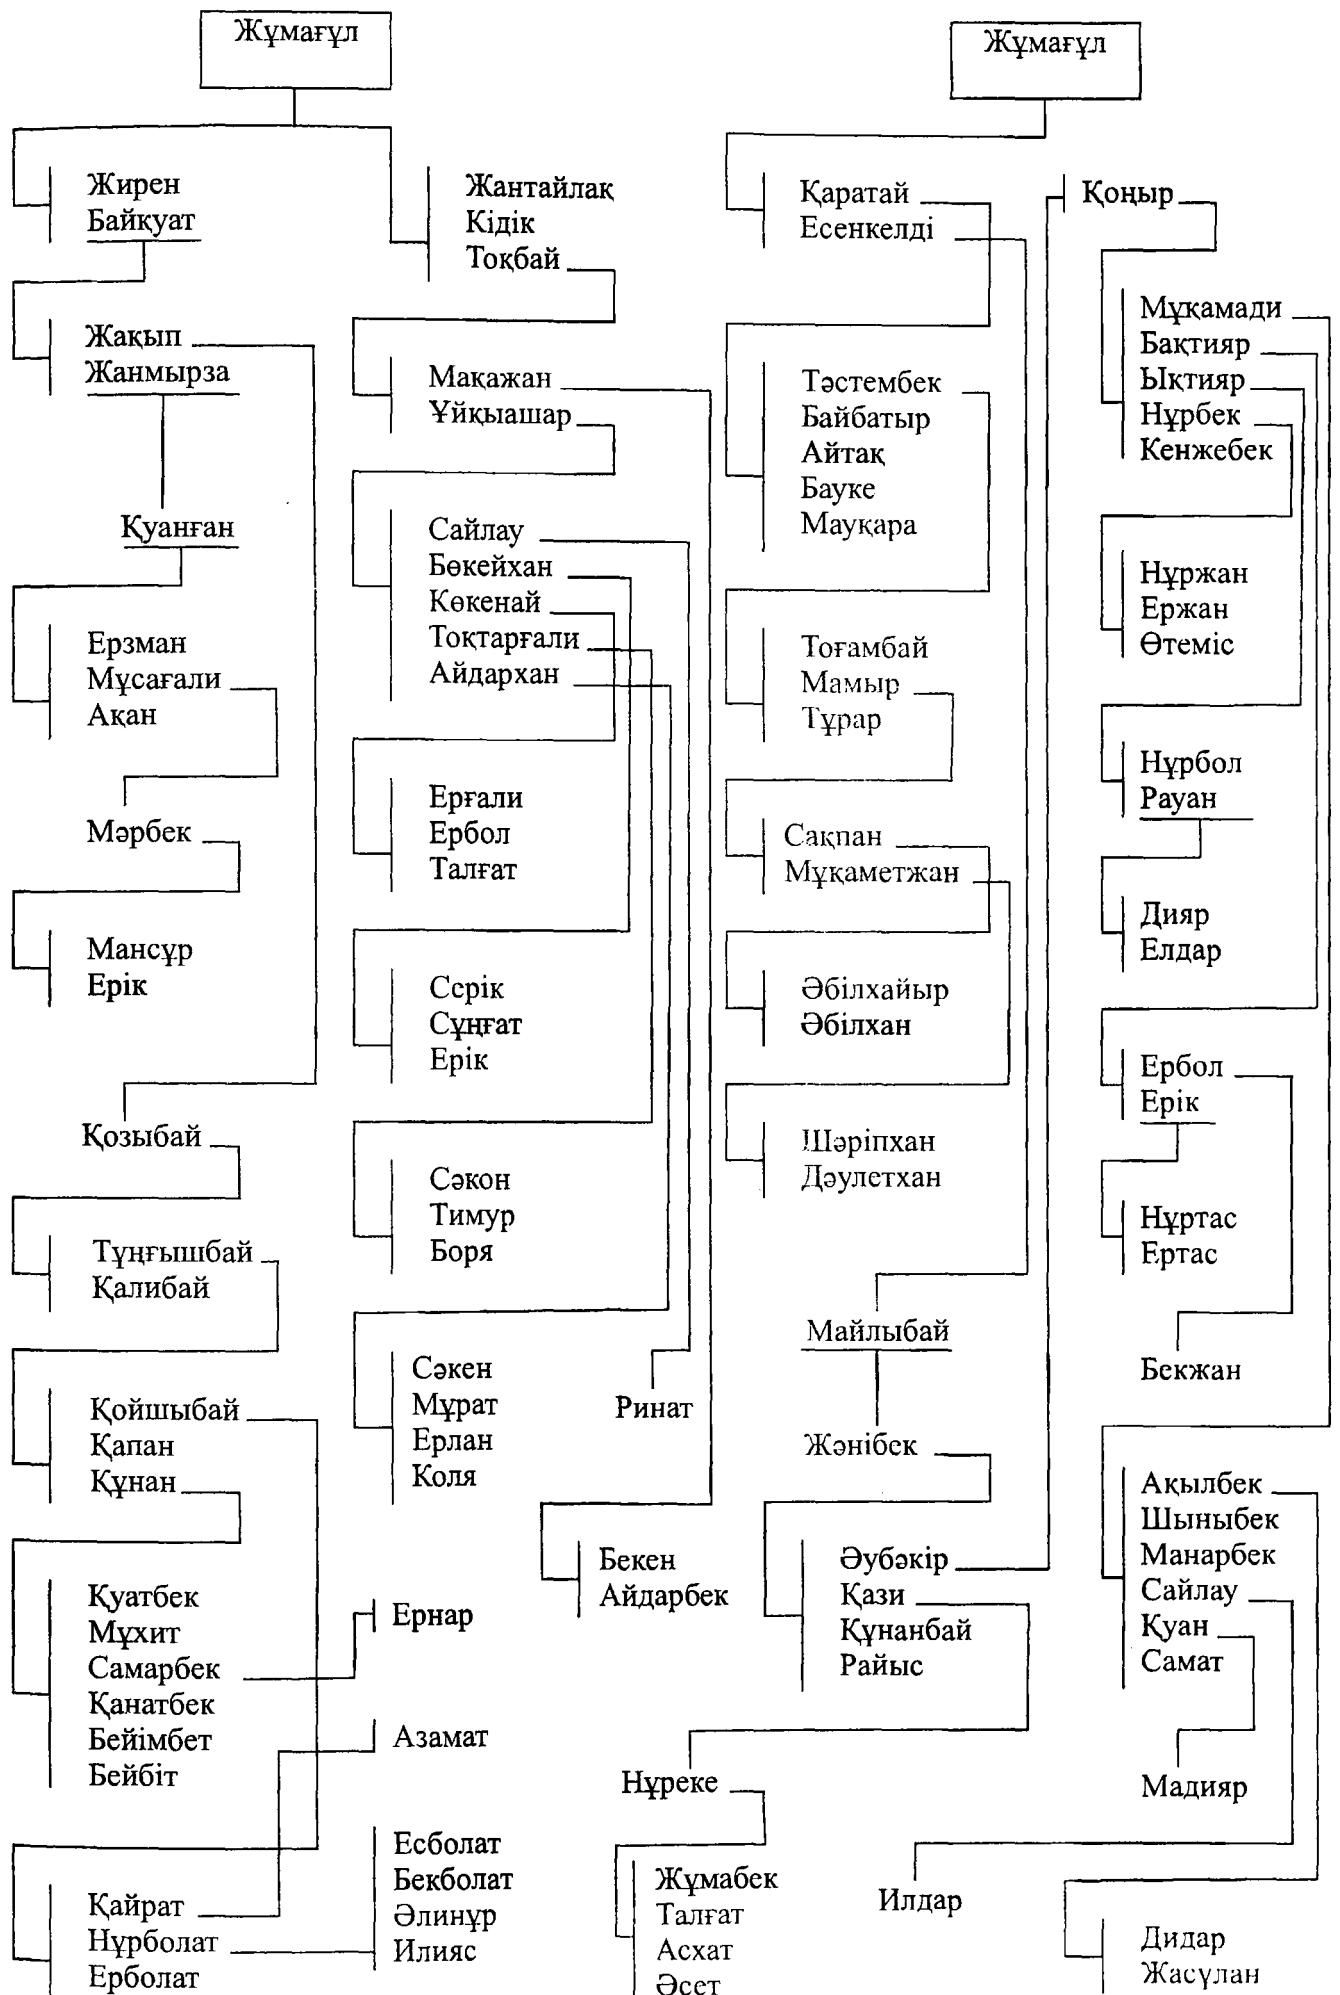 Жұмағұл
Жирен
Байқуат
Жақып
Жанмырза
Қуанған
Ерзман
Мұсағали
Ақан
Мәрбек
Мансұр
Ерік
Қозыбай
Тұңғышбай
Қалибай
Қойшыбай
Қапан
Құнан
Қуатбек
Мұхит
Самарбек
Қанатбек
Бейімбет
Бейбіт
Қайрат
Нұрболат
Ерболат
Жантайлақ
Кідік
Тоқбай
Мақажан
Ұйқыашар
Сайлау
Бөкейхан
Көкенай
Тоқтарғали
Айдархан
Ерғали
Ербол
Талғат
Серік
Сұңғат
Ерік
Сәкон
Тимур
Боря
Сәкен
Мұрат
Ерлан
Коля
Ринат
Бекен
Айдарбек
Ернар
Азамат
Есболат
Бекболат
Әлинұр
Илияс
Жұмағұл
Қаратай
Есенкелді
Тәстембек
Байбатыр
Айтақ
Бауке
Мауқара
Тоғамбай
Мамыр
Тұрар
Сақпан
Мұқаметжан
Әбілхайыр
Әбілхан
Шәріпхан
Дәулетхан
Майлыбай
Жәнібек
Әубәкір
Қази
Құнанбай
Райыс
Нұреке
Жұмабек
Талғат
Асхат
Әсет
Қоңыр
Мұқамади
Бақтияр
Ықтияр
Нұрбек
Кенжебек
Нұржан
Ержан
Өтеміс
Нұрбол
Рауан
Дияр
Елдар
Ербол
Ерік
Нұртас
Ертас
Бекжан
Ақылбек
Шыныбек
Манарбек
Сайлау
Қуан
Самат
Мадияр
Илдар
Дидар
Жасұлан